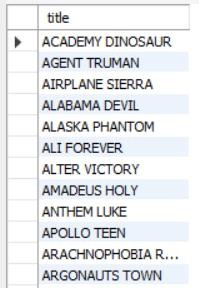 title
ACADEMY DINOSAUR
AGENT TRUMAN
AIRPLANE SIERRA
ALABAMA DEVIL
ALASKA PHANTOM
ALI FOREVER
ALTER VICTORY
AMADEUS HOLY
ANTHEM LUKE
APOLLO TEEN
ARACHNOPHOBIA R...
ARGONAUTS TOWN